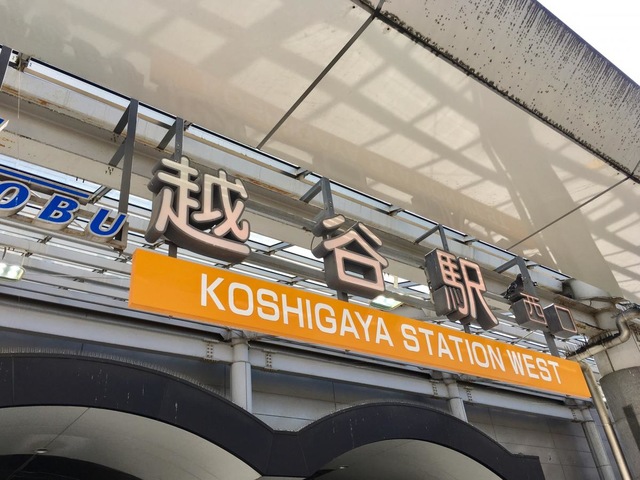 OBU
越谷駅 西口
KOSHIGAYA STATION WEST